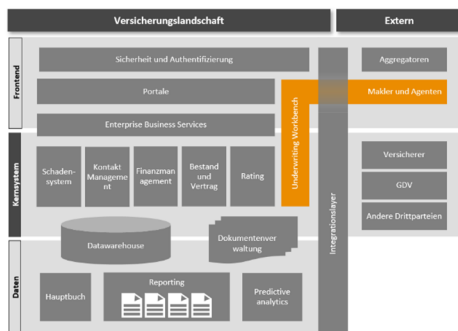 Versicherungslandschaft
Extern
Frontend
Sicherheit und Authentifizierung
Aggregatoren
Portale
Makler und Agenten
Enterprise Business Services
Underwriting Workbench
Integrationslayer
Kernsystem
Schaden-
system
Kontakt
Manageme
nt
Finanzma
nagement
Bestand
und
Vertrag
Rating
Versicherer
GDV
Andere Drittparteien
Datawarehouse
Dokumentenver
waltung
Daten
Hauptbuch
Reporting
Predictive
analytics